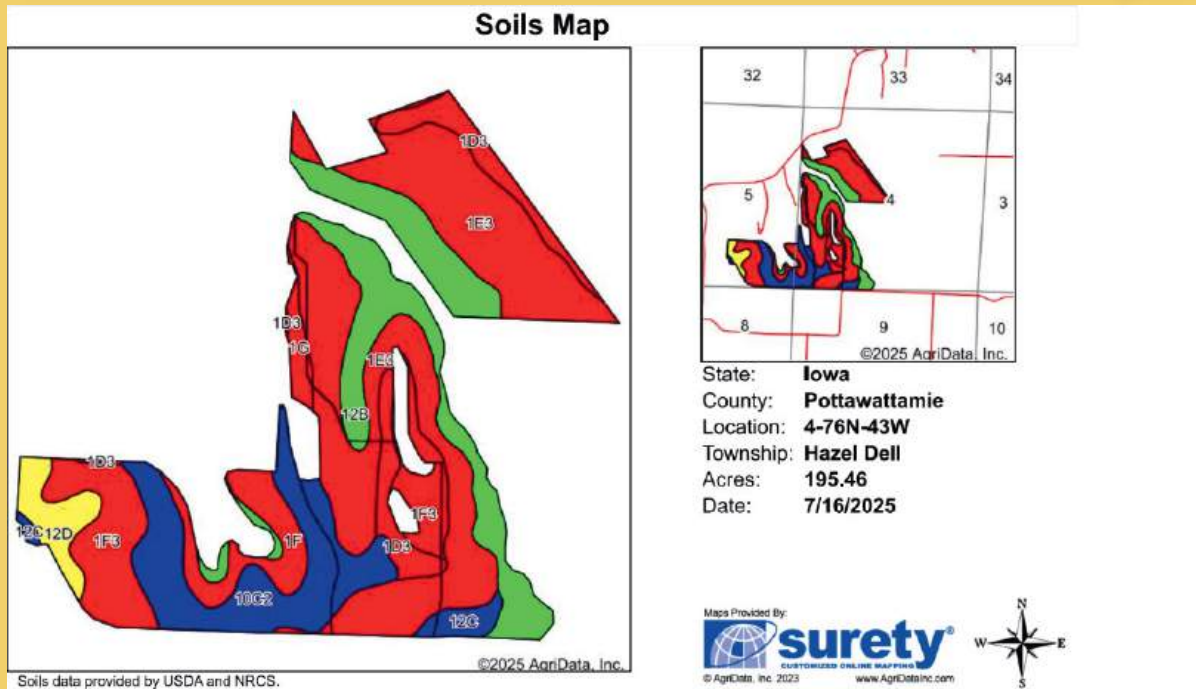 Soils Map
1D3
1E3
1D3
1G
1E3
12B
1D3
12C
12D
1F3
1F
1F3
1D3
10C2
12C
©2025 AgriData, Inc.
Soils data provided by USDA and NRCS.
32
33
34
5
4
3
8
9
10
©2025 AgriData, Inc.
State: Iowa
County: Pottawattamie
Location: 4-76N-43W
Township: Hazel Dell
Acres: 195.46
Date: 7/16/2025
Maps Provided By:
surety®
CUSTOMIZED ONLINE MAPPING
© AgriData, Inc. 2023
www.AgriDataInc.com
N
W
E
S